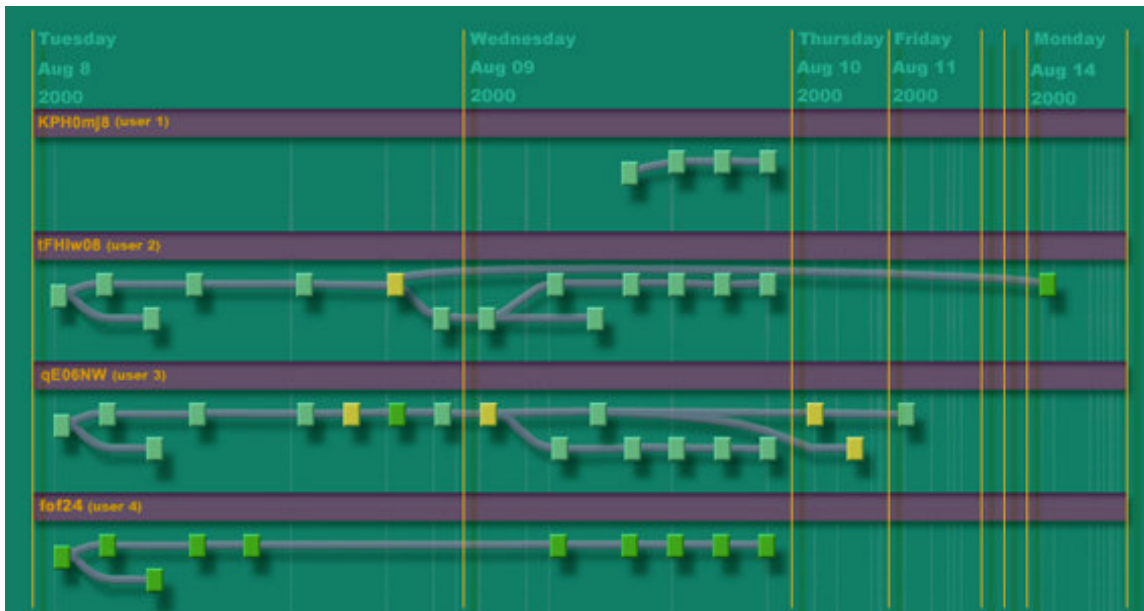 Tuesday
Aug 8
2000
Wednesday
Aug 09
2000
Thursday
Aug 10
2000
Friday
Aug 11
2000
Monday
Aug 14
2000
KPH0mj8 (user 1)
tFHIw08 (user 2)
qE06NW (user 3)
fof24 (user 4)